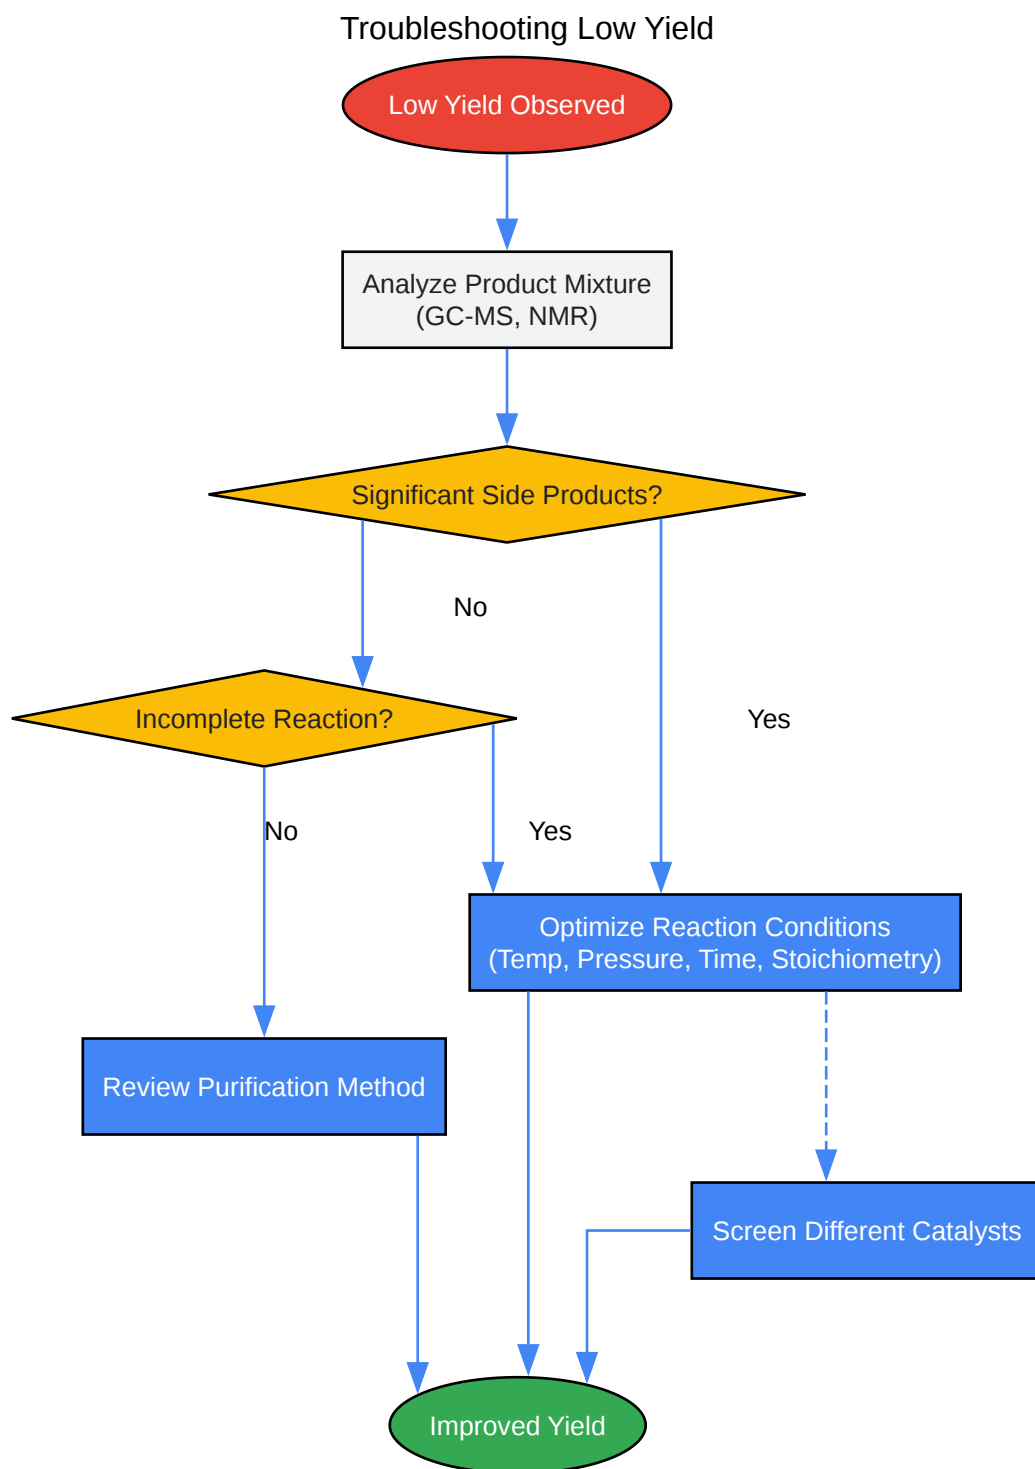 Troubleshooting Low Yield
Low Yield Observed
Analyze Product Mixture
(GC-MS, NMR)
Significant Side Products?
No
Incomplete Reaction?
Yes
No
Yes
Optimize Reaction Conditions
(Temp, Pressure, Time, Stoichiometry)
Review Purification Method
Screen Different Catalysts
Improved Yield